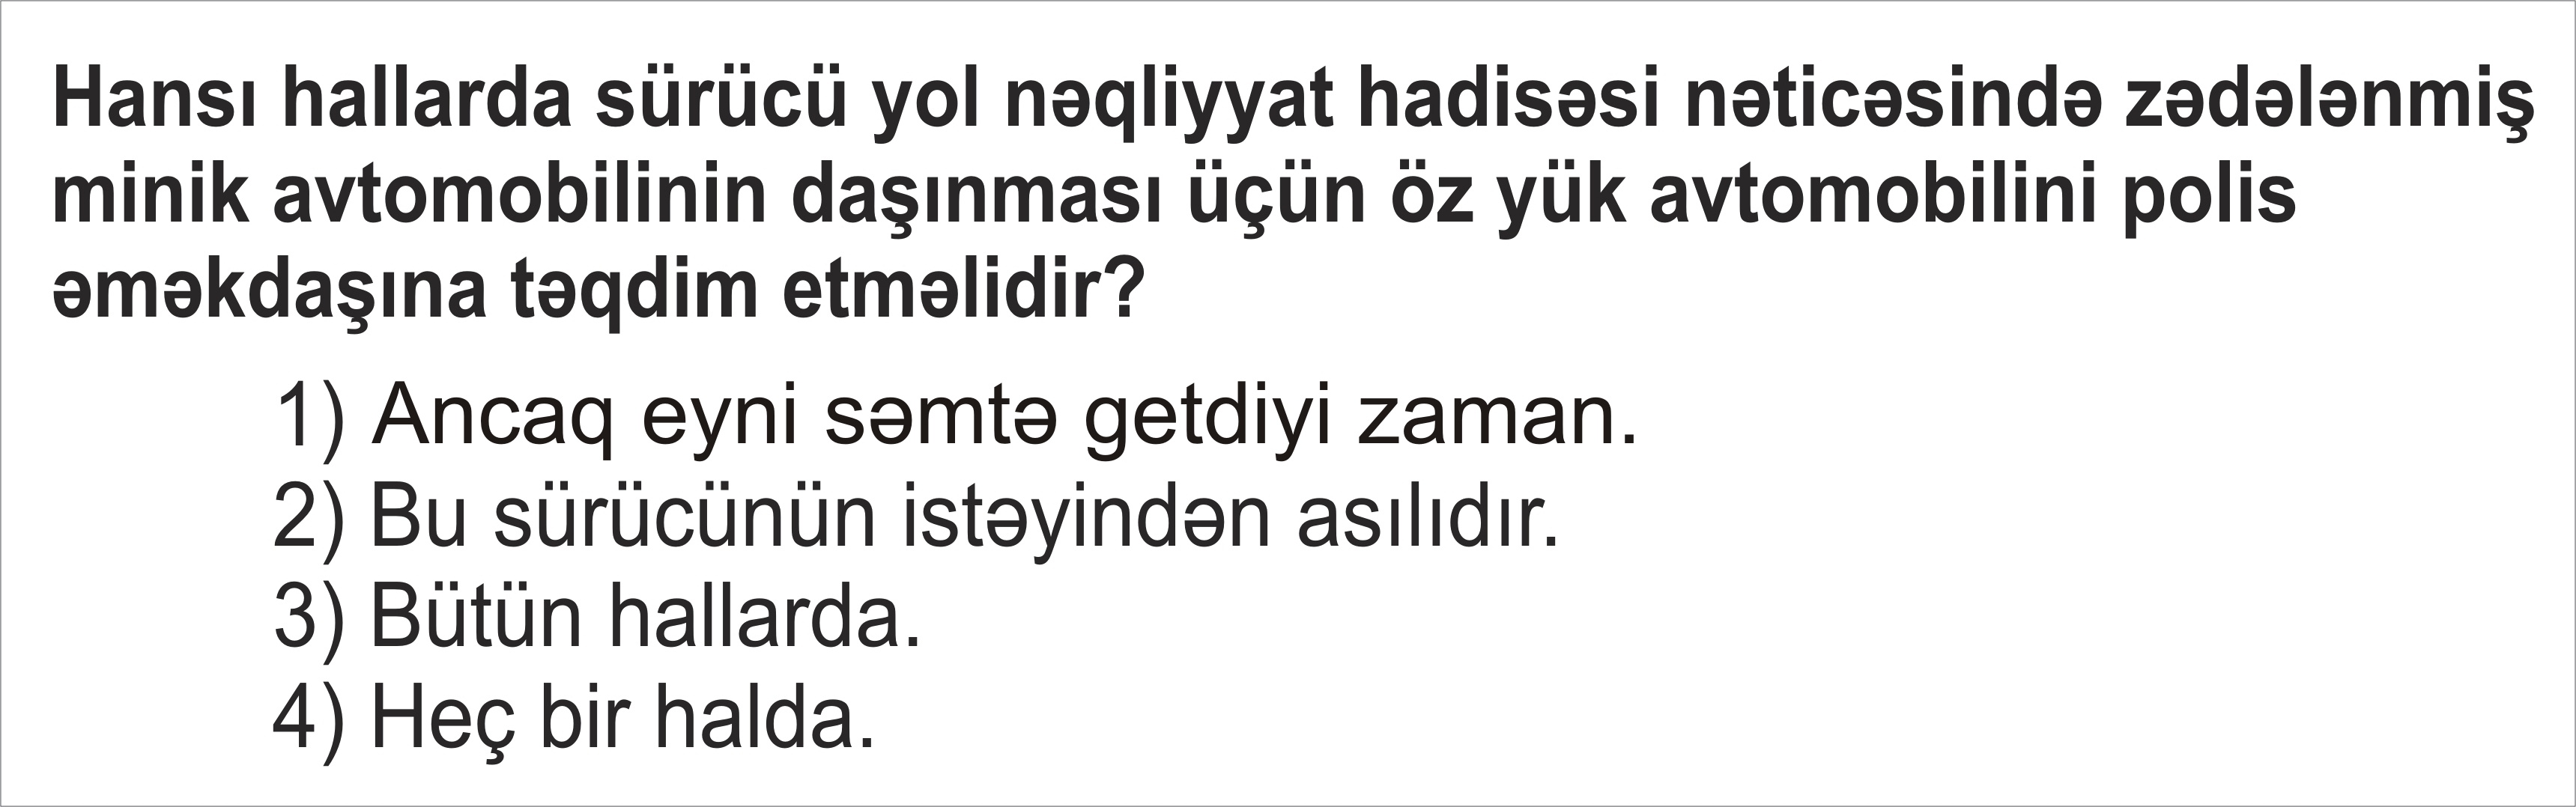 Hansı hallarda sürücü yol nəqliyyat hadisəsi nəticəsində zədələnmiş
minik avtomobilinin daşınması üçün öz yük avtomobilini polis
əməkdaşına təqdim etməlidir?
1) Ancaq eyni səmtə getdiyi zaman.
2) Bu sürücünün istəyindən asılıdır.
3) Bütün hallarda.
4) Heç bir halda.